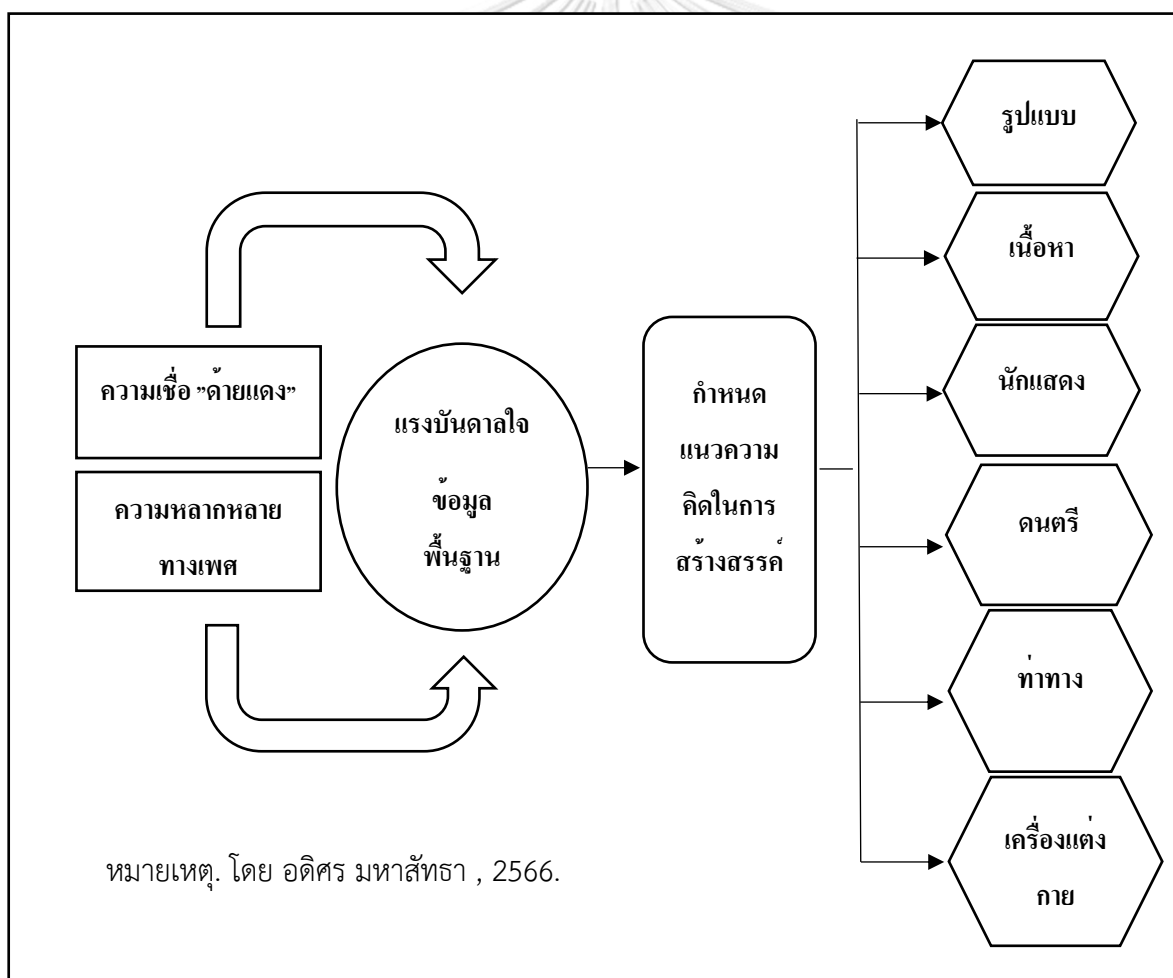 ความเชื่อ ”ด้ายแดง”
ความหลากหลาย
ทางเพศ
แรงบันดาลใจ
ข้อมูล
พื้นฐาน
กำหนด
แนวความ
คิดในการ
สร้างสรรค์
รูปแบบ
เนื้อหา
นักแสดง
ดนตรี
ท่าทาง
เครื่องแต่ง
กาย
หมายเหตุ. โดย อดิศร มหาสัทธา , 2566.